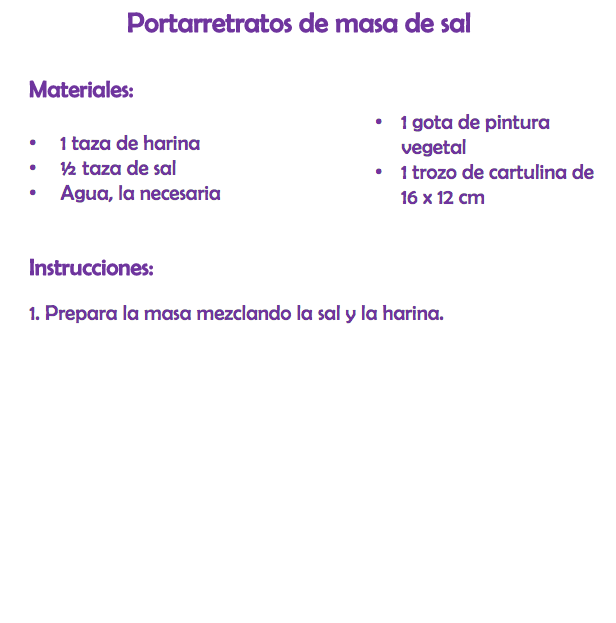 Portarretratos de masa de sal
Materiales:
• 1 taza de harina
• ½ taza de sal
• Agua, la necesaria
• 1 gota de pintura
vegetal
• 1 trozo de cartulina de
16 x 12 cm
Instrucciones:
1. Prepara la masa mezclando la sal y la harina.